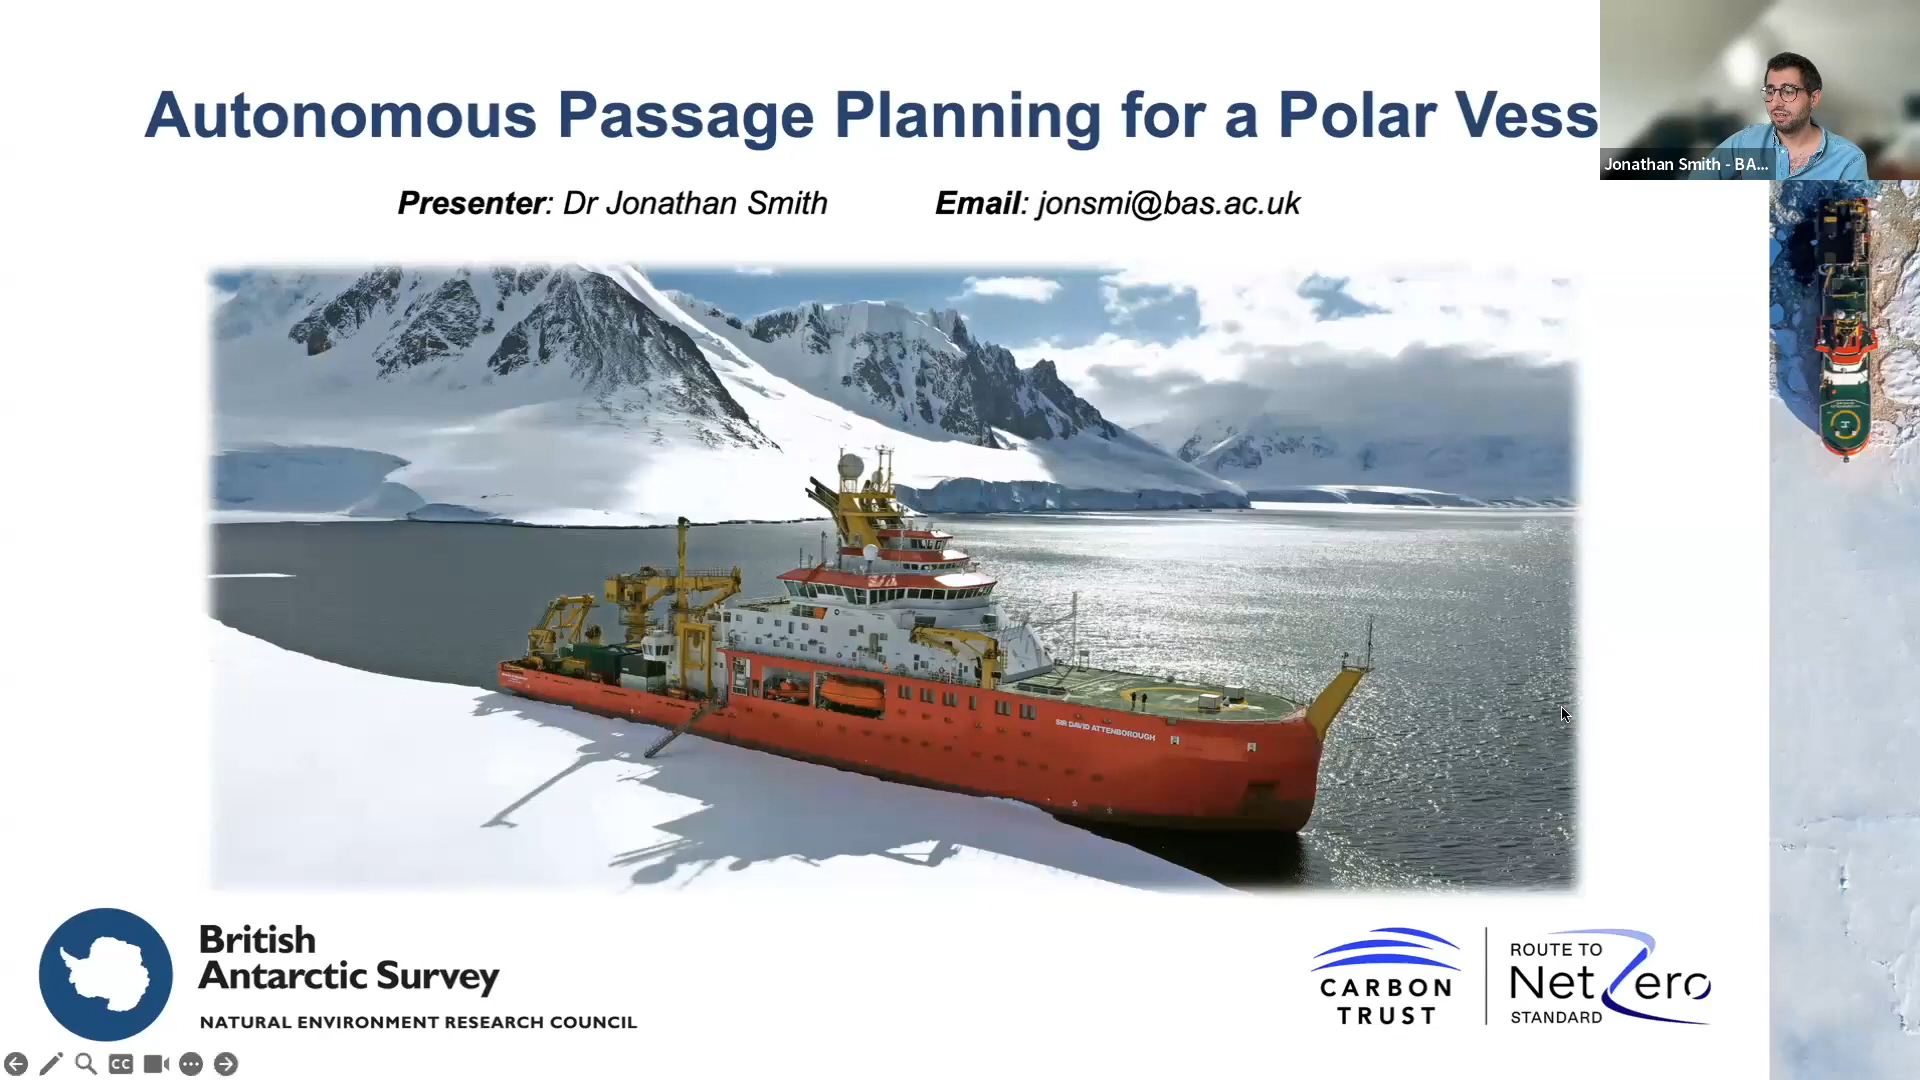 Autonomous Passage Planning for a Polar Vess
Jonathan Smith - BA...
Presenter: Dr Jonathan Smith
Email: jonsmi@bas.ac.uk
SIR DAVID ATTENBOROUGH
British
Antarctic Survey
NATURAL ENVIRONMENT RESEARCH COUNCIL
CARBON
TRUST
ROUTE TO
Net Zero
STANDARD
CC
H